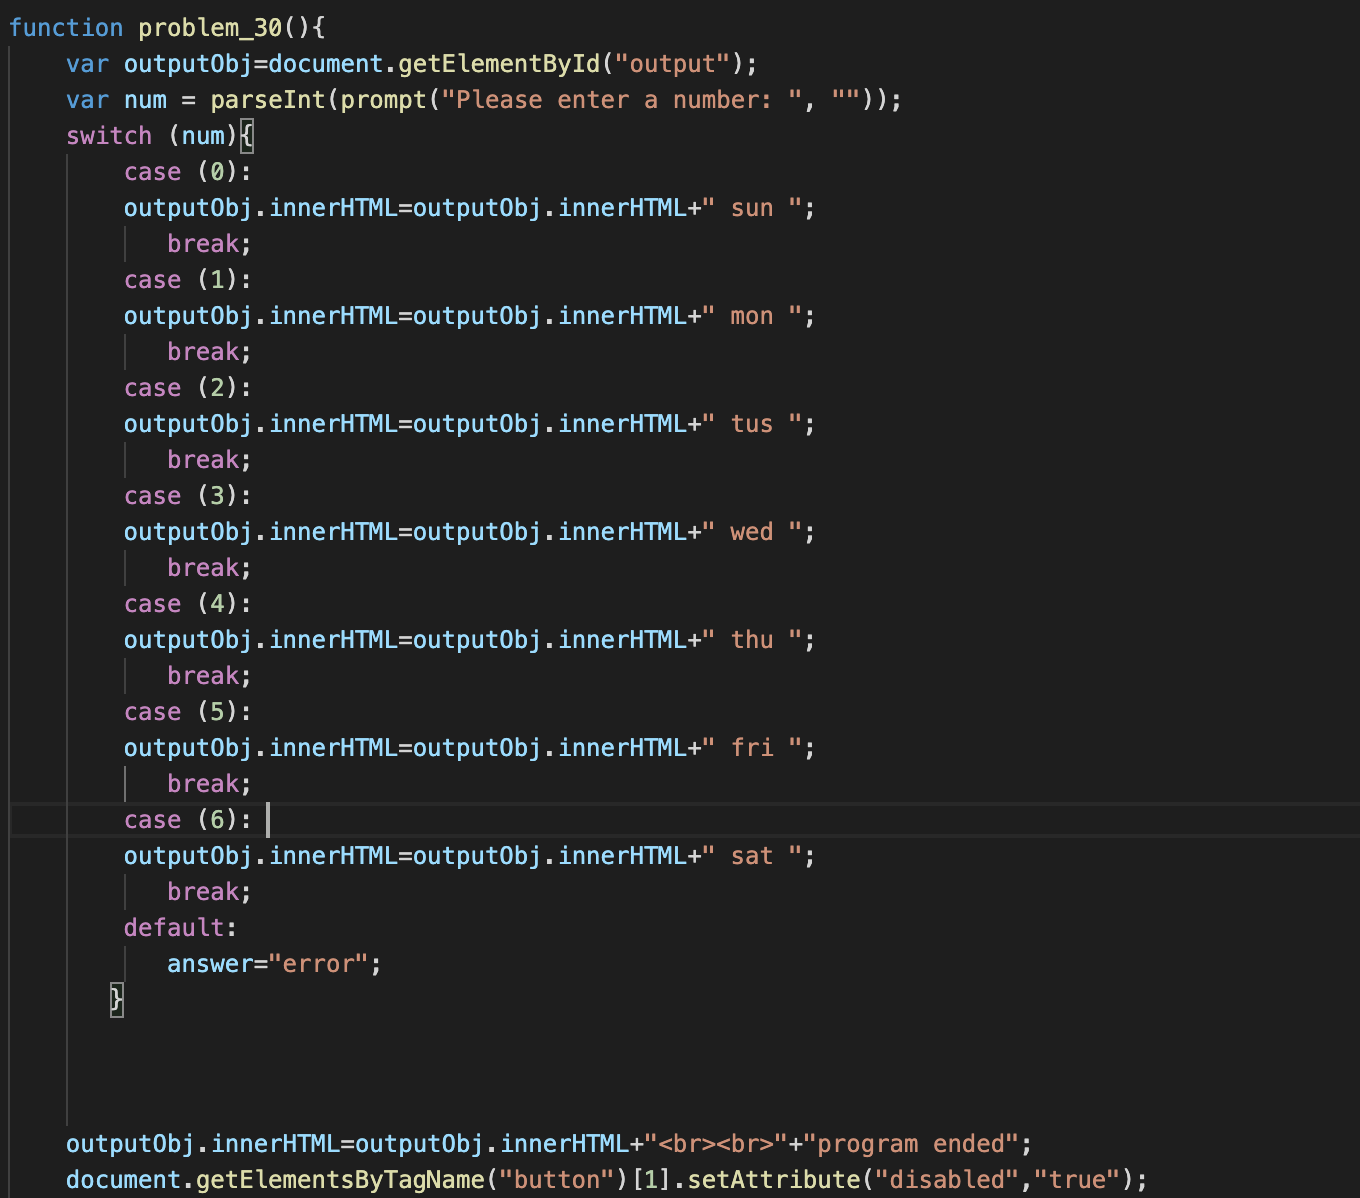 function problem_30(){
    var outputObj=document.getElementById("output");
    var num = parseInt(prompt("Please enter a number: ", ""));
    switch (num){
        case (0):
        outputObj.innerHTML=outputObj.innerHTML+" sun ";
           break;
        case (1):
        outputObj.innerHTML=outputObj.innerHTML+" mon ";
           break;
        case (2):
        outputObj.innerHTML=outputObj.innerHTML+" tus ";
           break;
        case (3):
        outputObj.innerHTML=outputObj.innerHTML+" wed ";
           break;
        case (4):
        outputObj.innerHTML=outputObj.innerHTML+" thu ";
           break;
        case (5):
        outputObj.innerHTML=outputObj.innerHTML+" fri ";
           break;
        case (6):
        outputObj.innerHTML=outputObj.innerHTML+" sat ";
           break;
        default:
           answer="error";
       }
    outputObj.innerHTML=outputObj.innerHTML+"<br><br>"+"program ended";
    document.getElementsByTagName("button")[1].setAttribute("disabled","true");